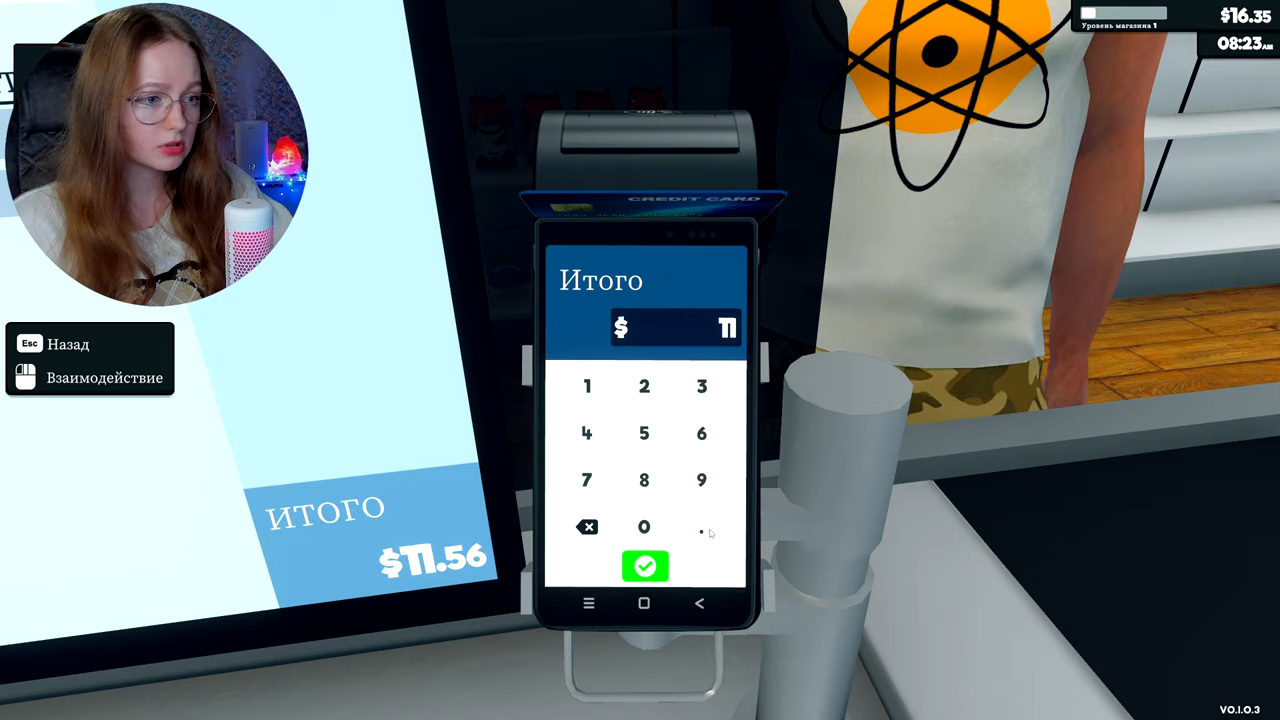 $16.35
Уровень магазина 1
08:23AM
CREDIT CARD
Итого
$ 11
Esc Назад
Взаимодействие
1 2 3
4 5 6
7 8 9
0 .
ИТОГО
$11.56
V0.1.0.3